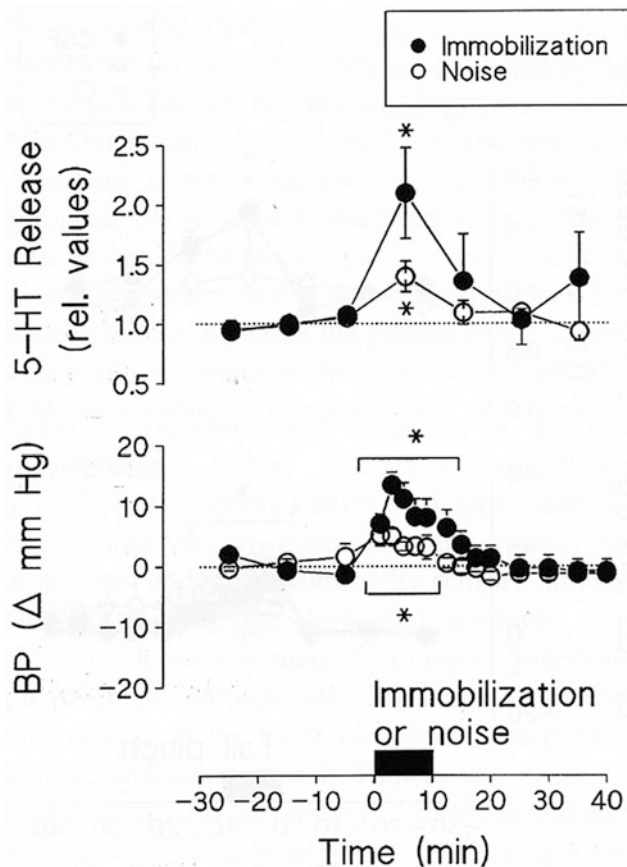 Immobilization
Noise
5-HT Release
(rel. values)
2.5
2.0
1.5
1.0
0.5
*
*
BP Δ mm Hg)
20
10
0
-10
-20
*
*
Immobilization
or noise
-30 -20 -10 0 10 20 30 40
Time (min)